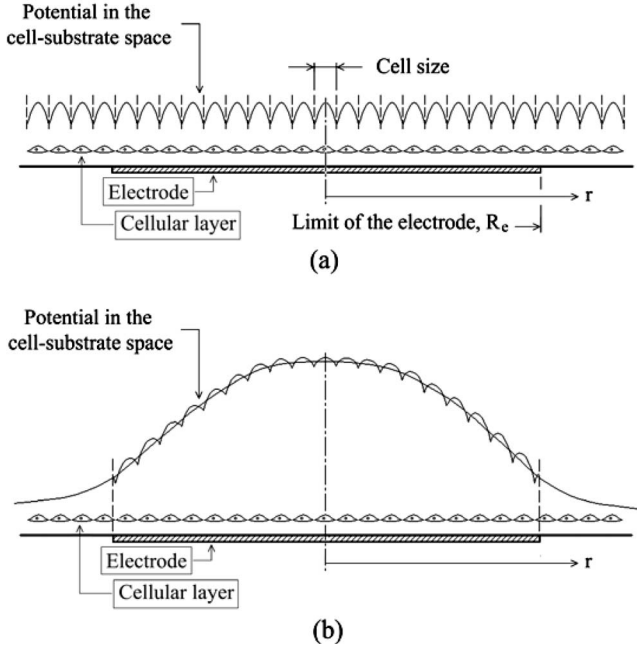 Potential in the
cell-substrate space
Cell size
Electrode
r
Cellular layer
Limit of the electrode, Re
(a)
Potential in the
cell-substrate space
Electrode
r
Cellular layer
(b)